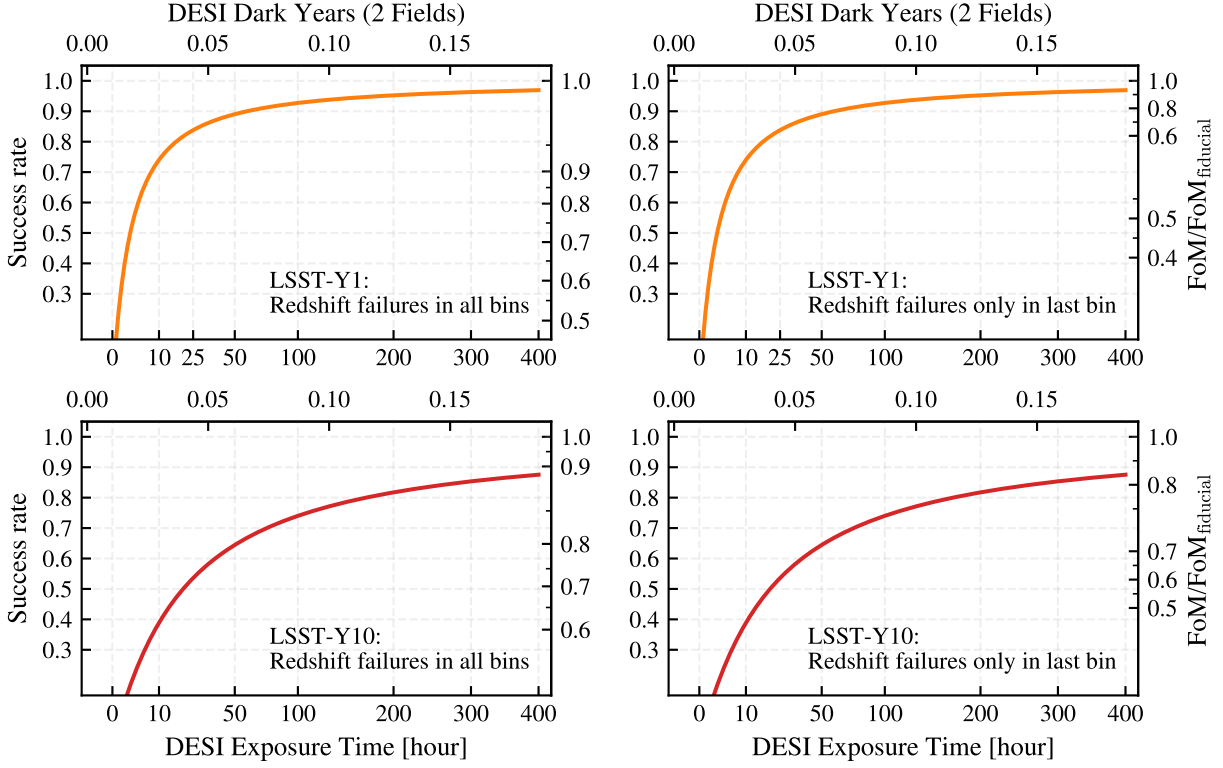 DESI Dark Years (2 Fields)
DESI Dark Years (2 Fields)
0.00 0.05 0.10 0.15
0.00 0.05 0.10 0.15
Success rate
1.0
0.9
0.8
0.7
0.6
0.5
0.4
0.3
1.0
0.9
0.8
0.7
0.6
0.5
LSST-Y1:
Redshift failures in all bins
0 10 25 50 100 200 300 400
1.0
0.9
0.8
0.7
0.6
0.5
0.4
0.3
1.0
0.8
0.6
0.5
0.4
FoM/FoMfiducial
LSST-Y1:
Redshift failures only in last bin
0 10 25 50 100 200 300 400
0.00 0.05 0.10 0.15
0.00 0.05 0.10 0.15
Success rate
1.0
0.9
0.8
0.7
0.6
0.5
0.4
0.3
1.0
0.9
0.8
0.7
0.6
LSST-Y10:
Redshift failures in all bins
0 10 50 100 200 300 400
DESI Exposure Time [hour]
1.0
0.9
0.8
0.7
0.6
0.5
0.4
0.3
1.0
0.8
0.7
0.6
0.5
FoM/FoMfiducial
LSST-Y10:
Redshift failures only in last bin
0 10 50 100 200 300 400
DESI Exposure Time [hour]